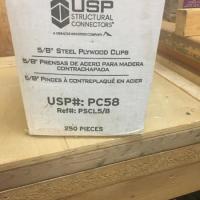 USP
STRUCTURAL
CONNECTORS
5/8" STEEL PLYWOOD CLIPS
5/8" PRENSAS DE ACERO PARA MADERA
CONTRACHAPADA
5/8" PINCES À CONTREPLAQUÉ EN ACIER
USP#: PC58
Ref#: PSCL5/8
250 PIECES